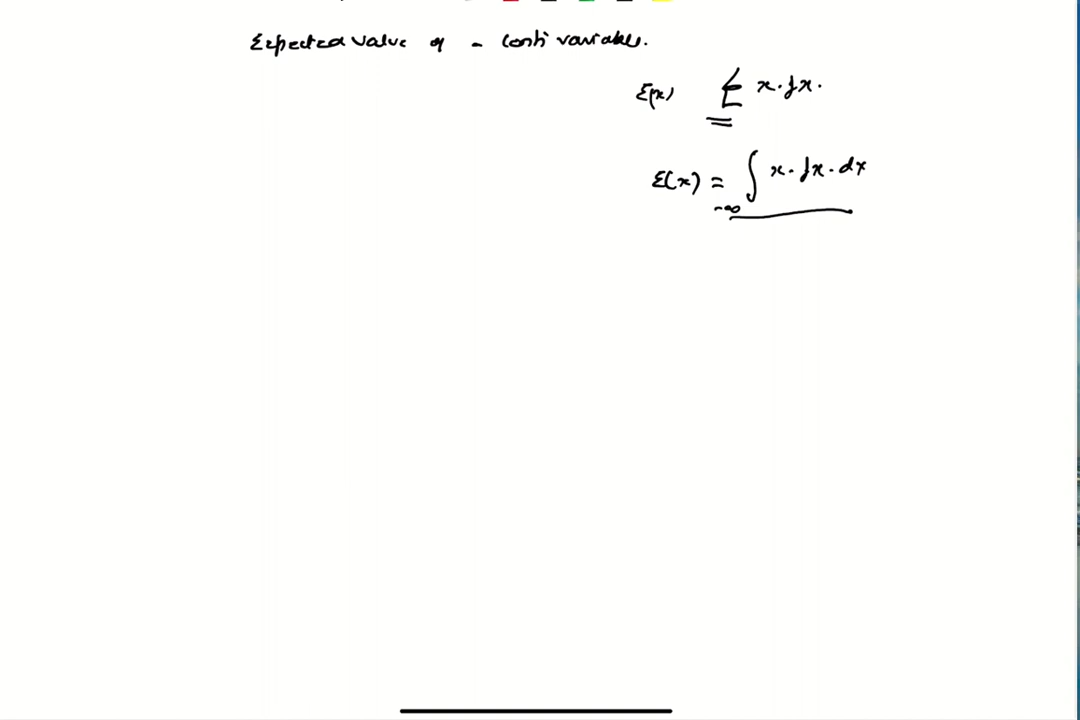 Expected value of a conti variable.
E(x) Σ x.fx.
E(x) = ∫ x.fx.dx
-∞